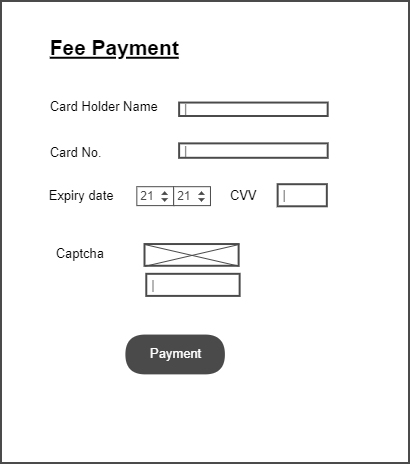 Fee Payment
Card Holder Name
Card No.
Expiry date 21 21 CVV
Captcha
Payment